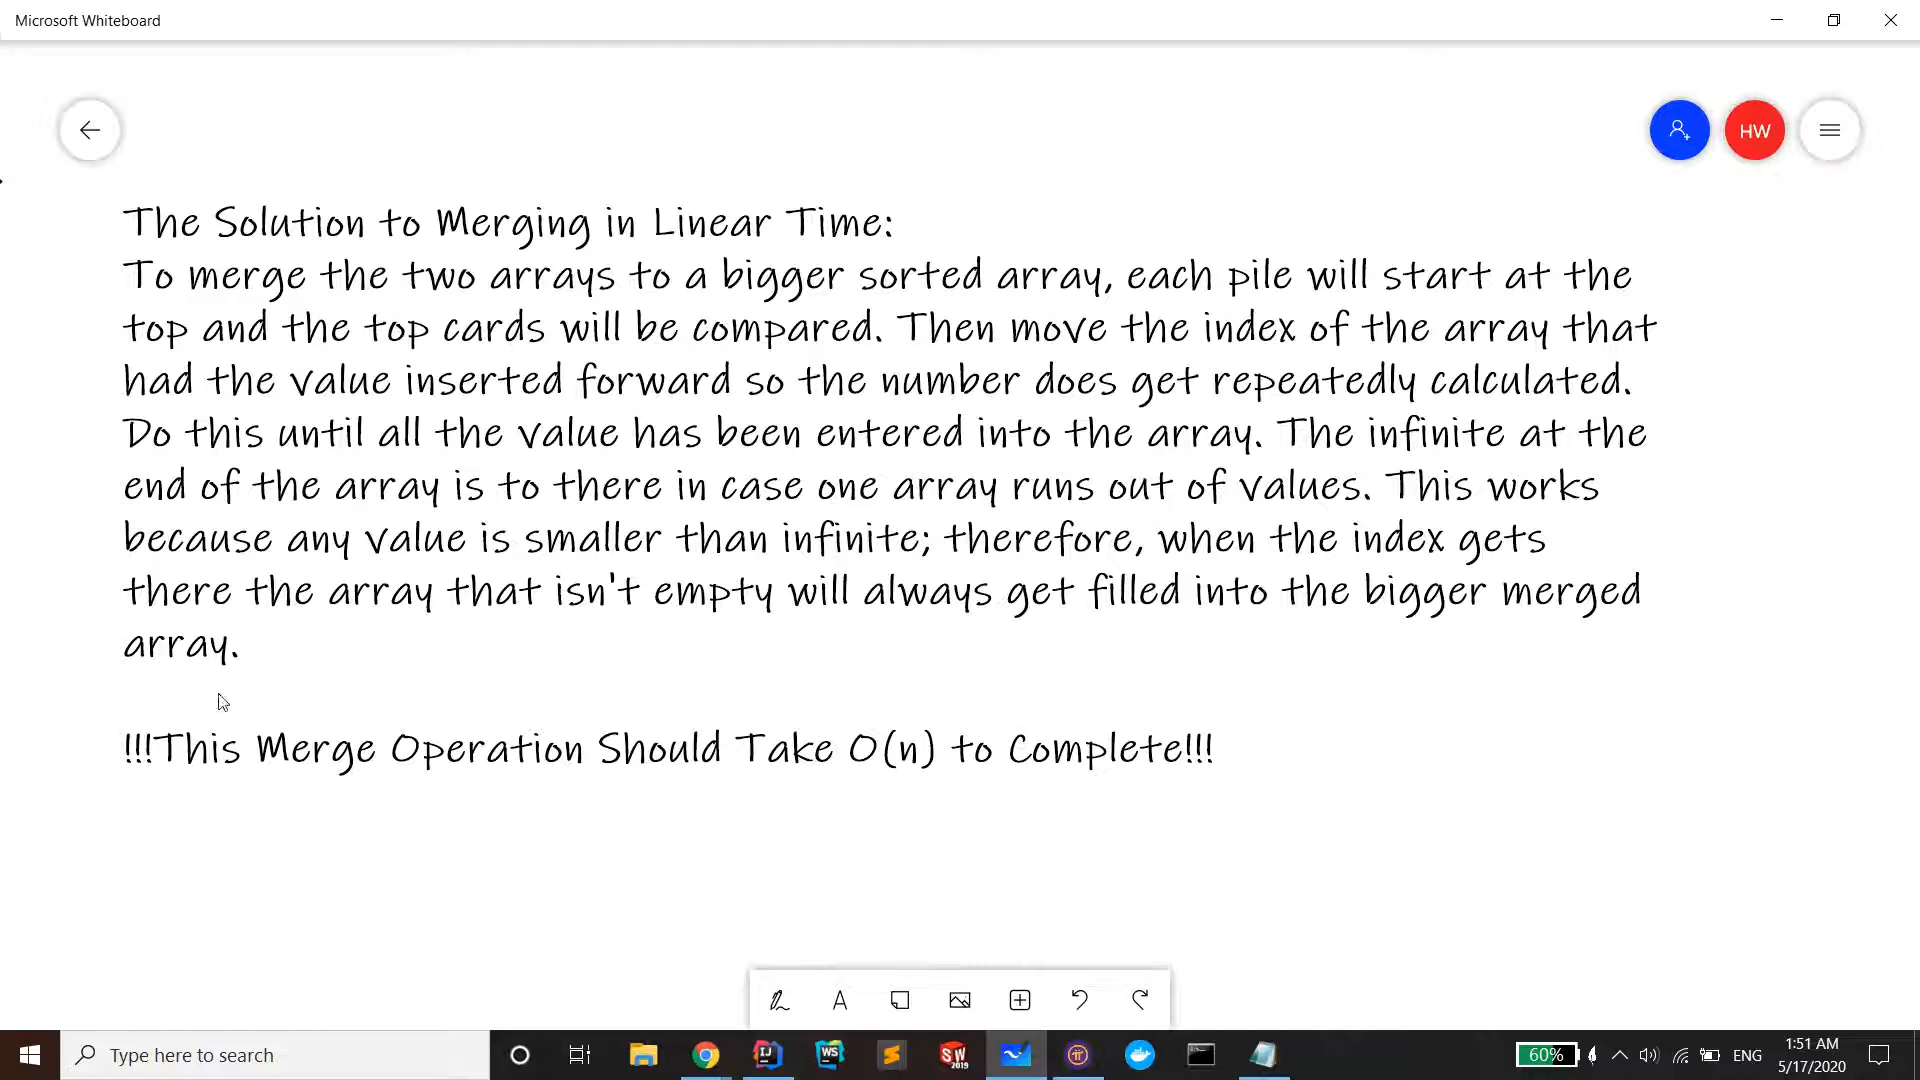 Microsoft Whiteboard
HW
The Solution to Merging in Linear Time:
To merge the two arrays to a bigger sorted array, each pile will start at the
top and the top cards will be compared. Then move the index of the array that
had the value inserted forward so the number does get repeatedly calculated.
Do this until all the value has been entered into the array. The infinite at the
end of the array is to there in case one array runs out of values. This works
because any value is smaller than infinite; therefore, when the index gets
there the array that isn't empty will always get filled into the bigger merged
array.
!!!This Merge Operation Should Take O(n) to Complete!!!
A
Type here to search
IJ
WS
SW
2019
π
60%
ENG
1:51 AM
5/17/2020